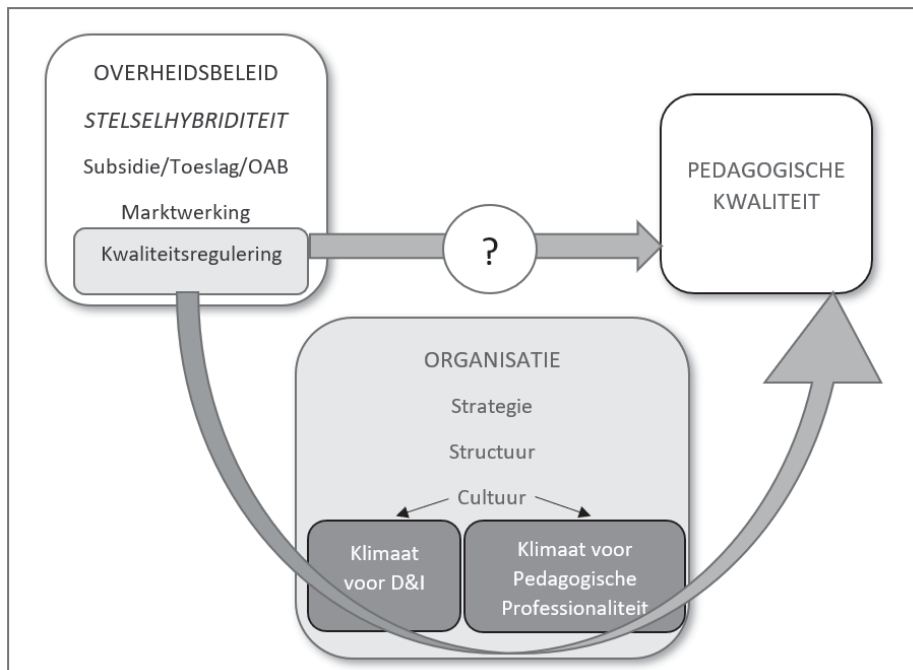 OVERHEIDSBELEID
STELSELHYBRIDITEIT
Subsidie/Toeslag/OAB
Marktwerking
Kwaliteitsregulering
?
PEDAGOGISCHE
KWALITEIT
ORGANISATIE
Strategie
Structuur
Cultuur
Klimaat
voor D&I
Klimaat voor
Pedagogische
Professionaliteit